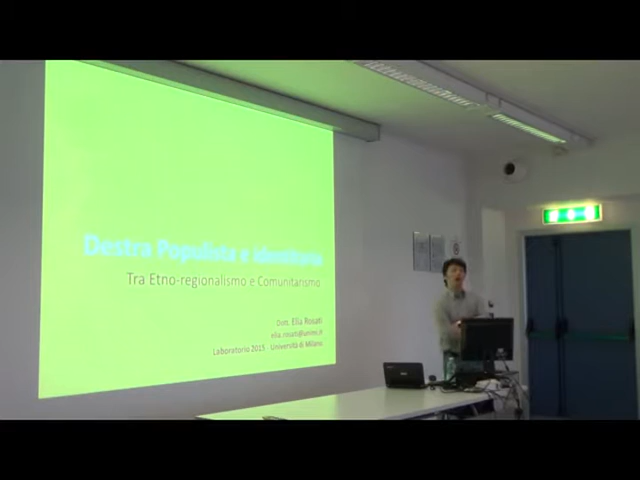 Destra Populista e Identitaria
Tra Etno-regionalismo e Comunitarismo
Dott. Elia Rosati
elia.rosati@unimi.it
Laboratorio 2015 Università di Milano